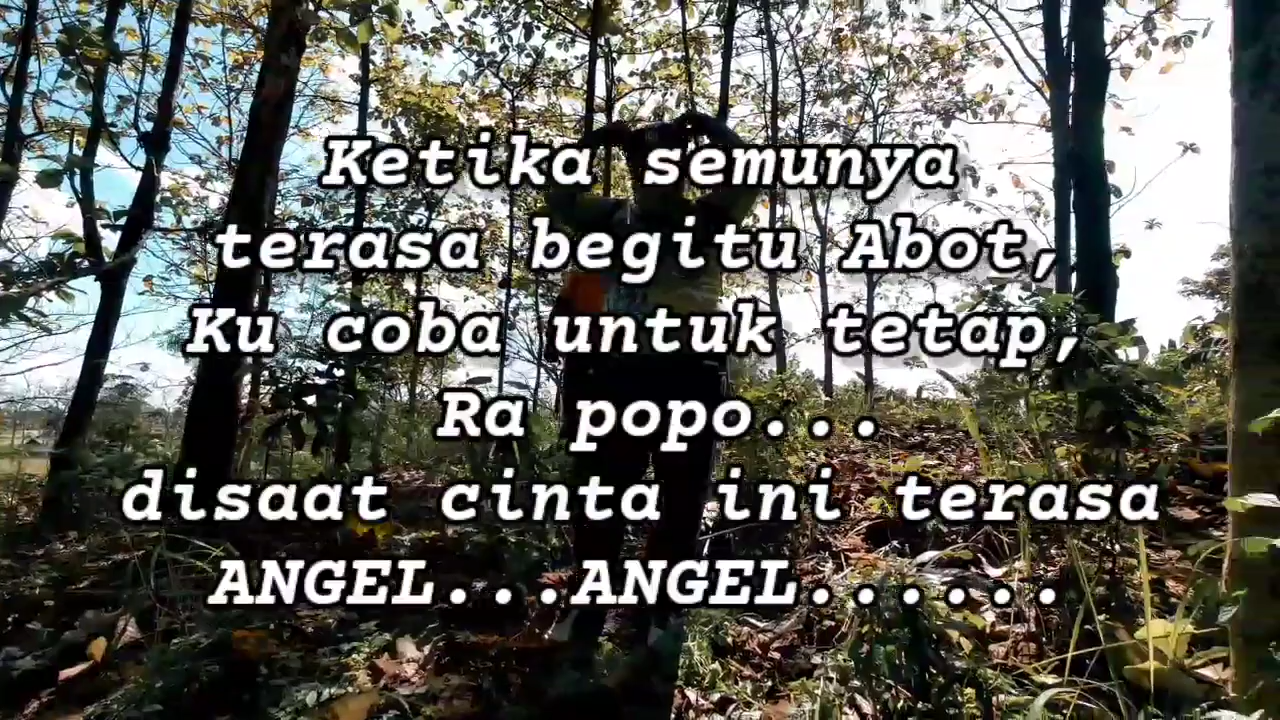 Ketika semunya
terasa begitu Abot,
Ku coba untuk tetap,
Ra popo...
disaat cinta ini terasa
ANGEL...ANGEL......